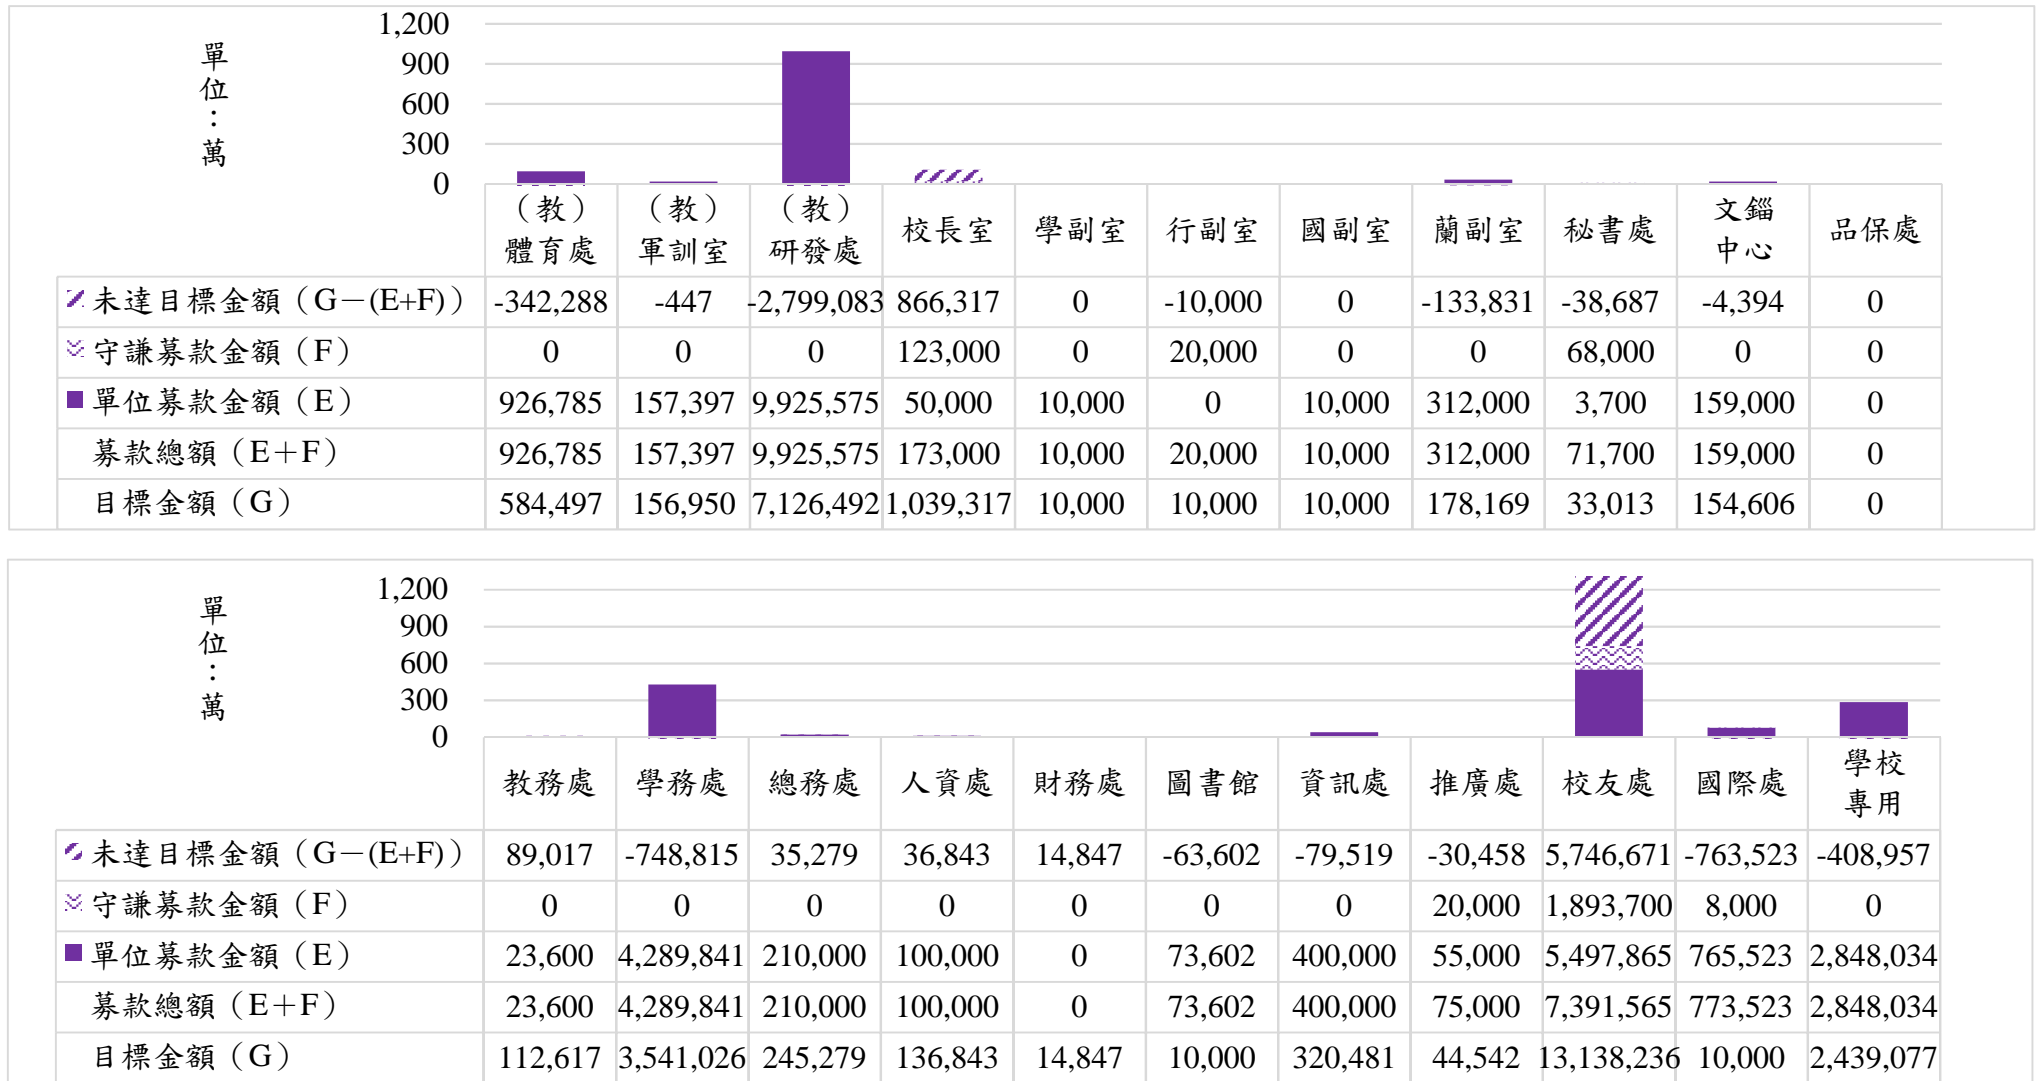 單位：萬
1,200
900
600
300
0
（教）體育處 （教）軍訓室 （教）研發處 校長室 學副室 行副室 國副室 蘭副室 秘書處 文錙中心 品保處
未達目標金額（G－(E+F)） -342,288 -447 -2,799,083 866,317 0 -10,000 0 -133,831 -38,687 -4,394 0
守謙募款金額（F） 0 0 0 123,000 0 20,000 0 0 68,000 0 0
單位募款金額（E） 926,785 157,397 9,925,575 50,000 10,000 0 10,000 312,000 3,700 159,000 0
募款總額（E＋F） 926,785 157,397 9,925,575 173,000 10,000 20,000 10,000 312,000 71,700 159,000 0
目標金額（G） 584,497 156,950 7,126,492 1,039,317 10,000 10,000 10,000 178,169 33,013 154,606 0
單位：萬
1,200
900
600
300
0
教務處 學務處 總務處 人資處 財務處 圖書館 資訊處 推廣處 校友處 國際處 學校專用
未達目標金額（G－(E+F)） 89,017 -748,815 35,279 36,843 14,847 -63,602 -79,519 -30,458 5,746,671 -763,523 -408,957
守謙募款金額（F） 0 0 0 0 0 0 0 20,000 1,893,700 8,000 0
單位募款金額（E） 23,600 4,289,841 210,000 100,000 0 73,602 400,000 55,000 5,497,865 765,523 2,848,034
募款總額（E＋F） 23,600 4,289,841 210,000 100,000 0 73,602 400,000 75,000 7,391,565 773,523 2,848,034
目標金額（G） 112,617 3,541,026 245,279 136,843 14,847 10,000 320,481 44,542 13,138,236 10,000 2,439,077